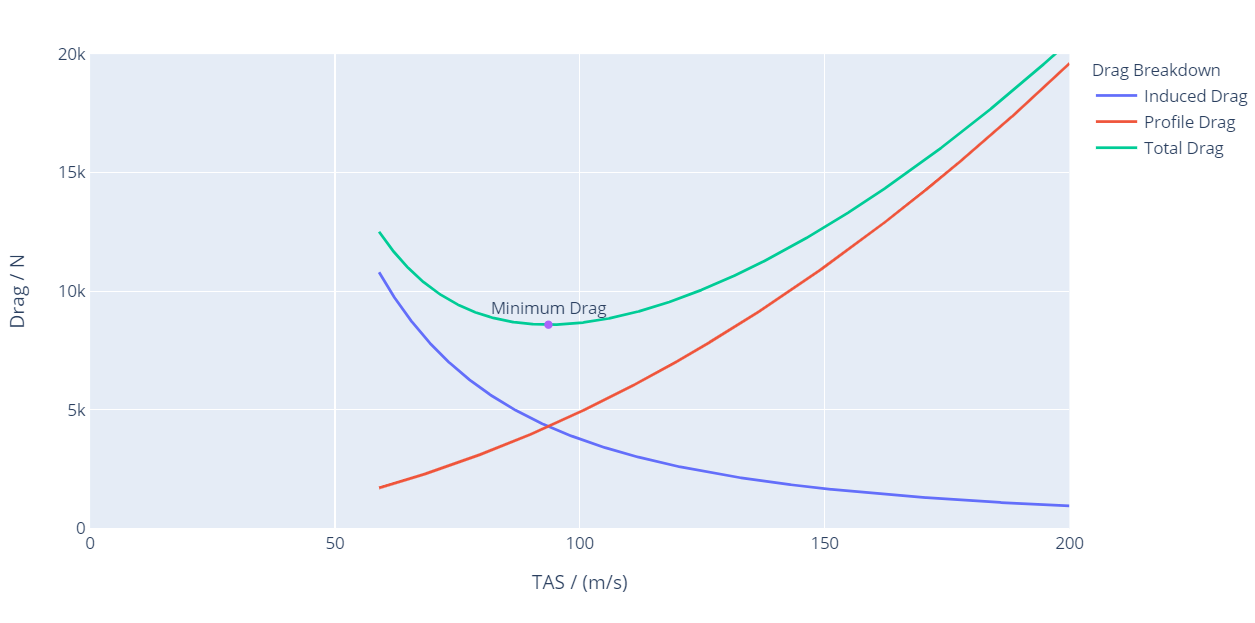 20k
15k
10k
5k
0
0
50
100
150
200
Drag / N
TAS / (m/s)
Minimum Drag
Drag Breakdown
Induced Drag
Profile Drag
Total Drag